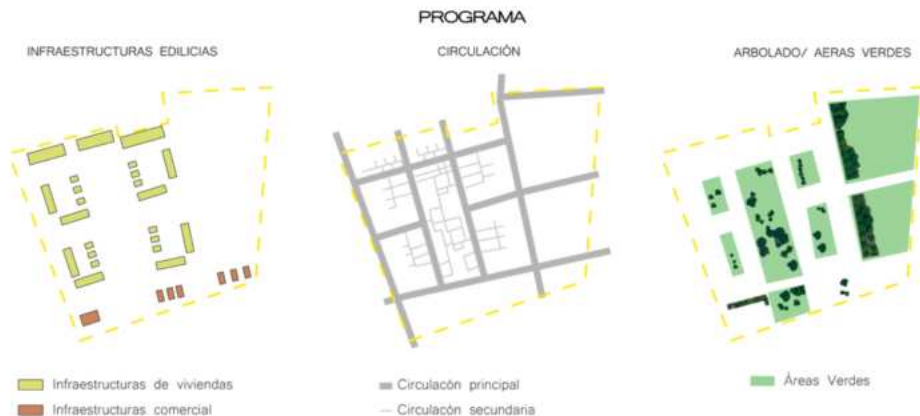 PROGRAMA
INFRAESTRUCTURAS EDILICIAS
CIRCULACIÓN
ARBOLADO/ AERAS VERDES
Infraestructuras de viviendas
Infraestructuras comercial
Circulacón principal
Circulacón secundaria
Áreas Verdes